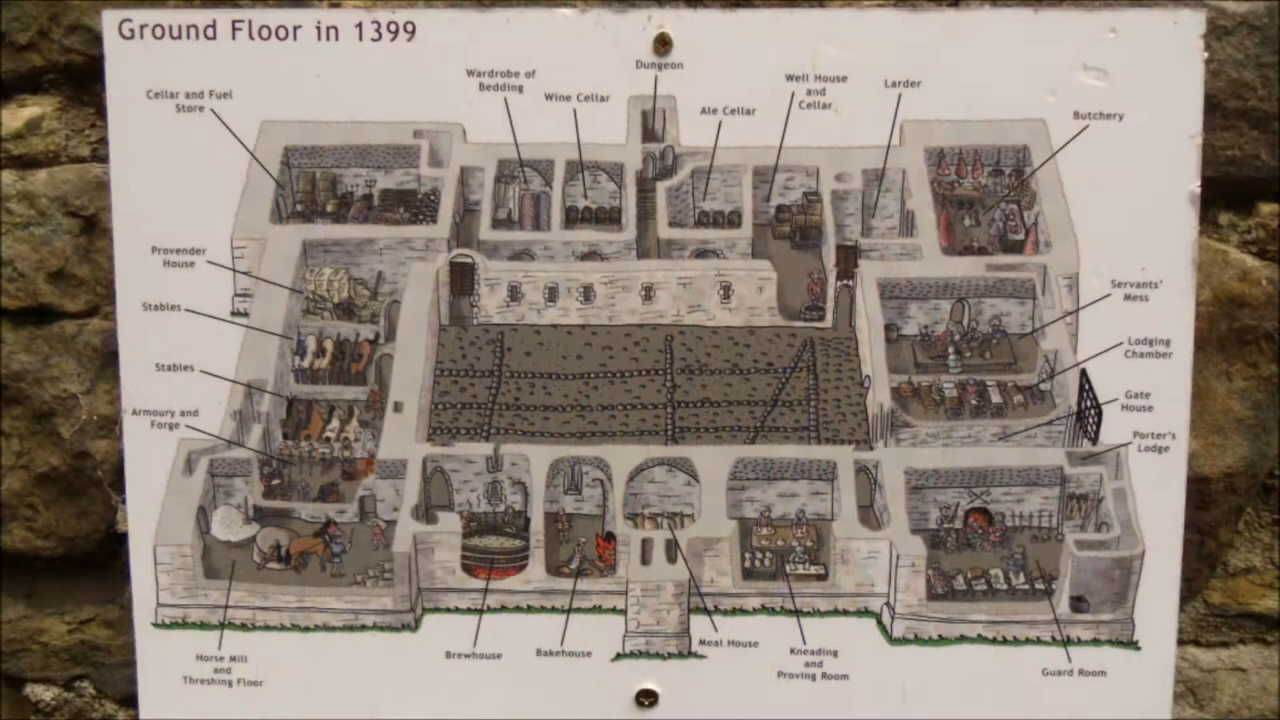 Ground Floor in 1399
Dungeon
Wardrobe of
Bedding
Wine Cellar
Well House
and
Cellar
Larder
Cellar and Fuel
Store
Ale Cellar
Butchery
Provender
House
Servants'
Mess
Stables
Lodging
Chamber
Stables
Gate
House
Armoury and
Forge
Porter's
Lodge
Horse Mill
and
Threshing Floor
Brewhouse
Bakehouse
Meal House
Kneading
and
Proving Room
Guard Room